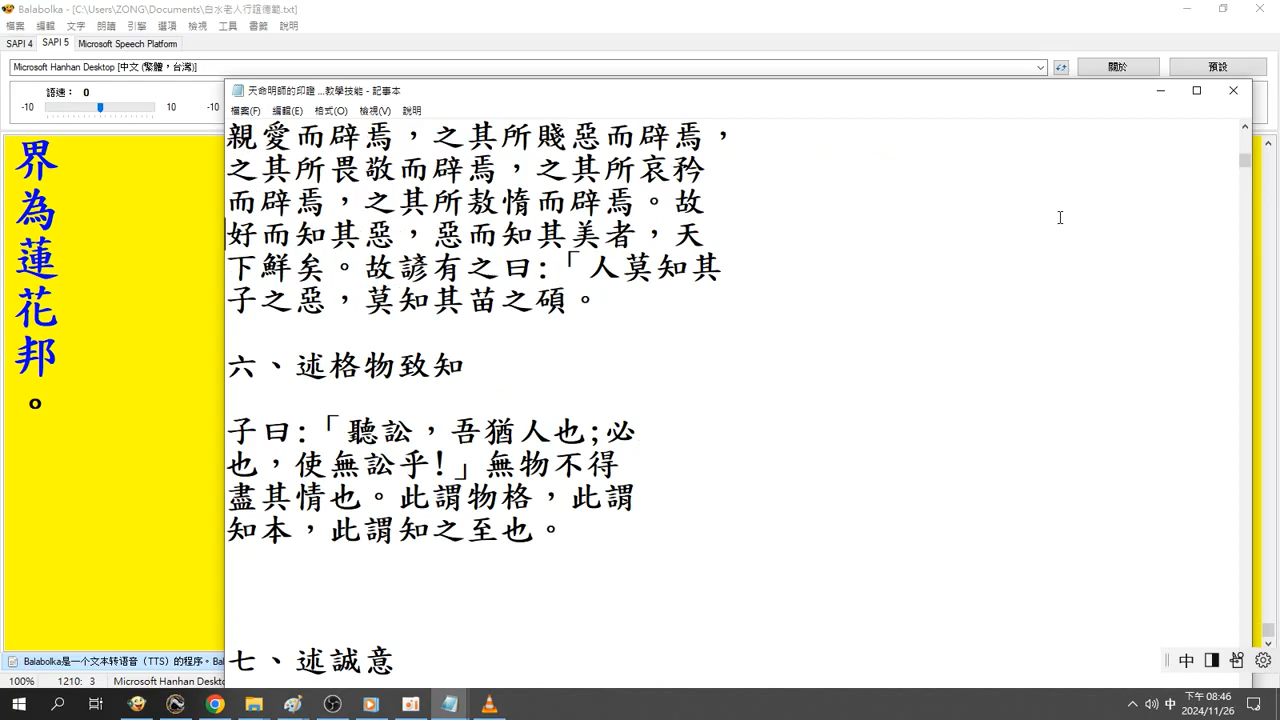 Balabolka - [C:\Users\ZONG\Documents\白水老人行誼德範.txt]
檔案 編輯 文字 朗讀 引擎 選項 檢視 工具 書籤 說明
SAPI 4 SAPI 5 Microsoft Speech Platform
Microsoft Hanhan Desktop [中文 (繁體，台灣)]
關於 預設
語速： 0
-10 10 -10
界為蓮花邦。
天命明師的印證 ...教學技能 - 記事本
檔案(F) 編輯(E) 格式(O) 檢視(V) 說明
親愛而辟焉，之其所賤惡而辟焉，
之其所畏敬而辟焉，之其所哀矜
而辟焉，之其所敖惰而辟焉。故
好而知其惡，惡而知其美者，天
下鮮矣。故諺有之曰:「人莫知其
子之惡，莫知其苗之碩。
六、述格物致知
子曰:「聽訟，吾猶人也;必
也，使無訟乎!」無物不得
盡其情也。此謂物格，此謂
知本，此謂知之至也。
七、述誠意
Balabolka是一个文本转语音（TTS）的程序。Bal
100% 1210: 3 Microsoft Hanhan Deskto
中
中
下午 08:46
2024/11/26